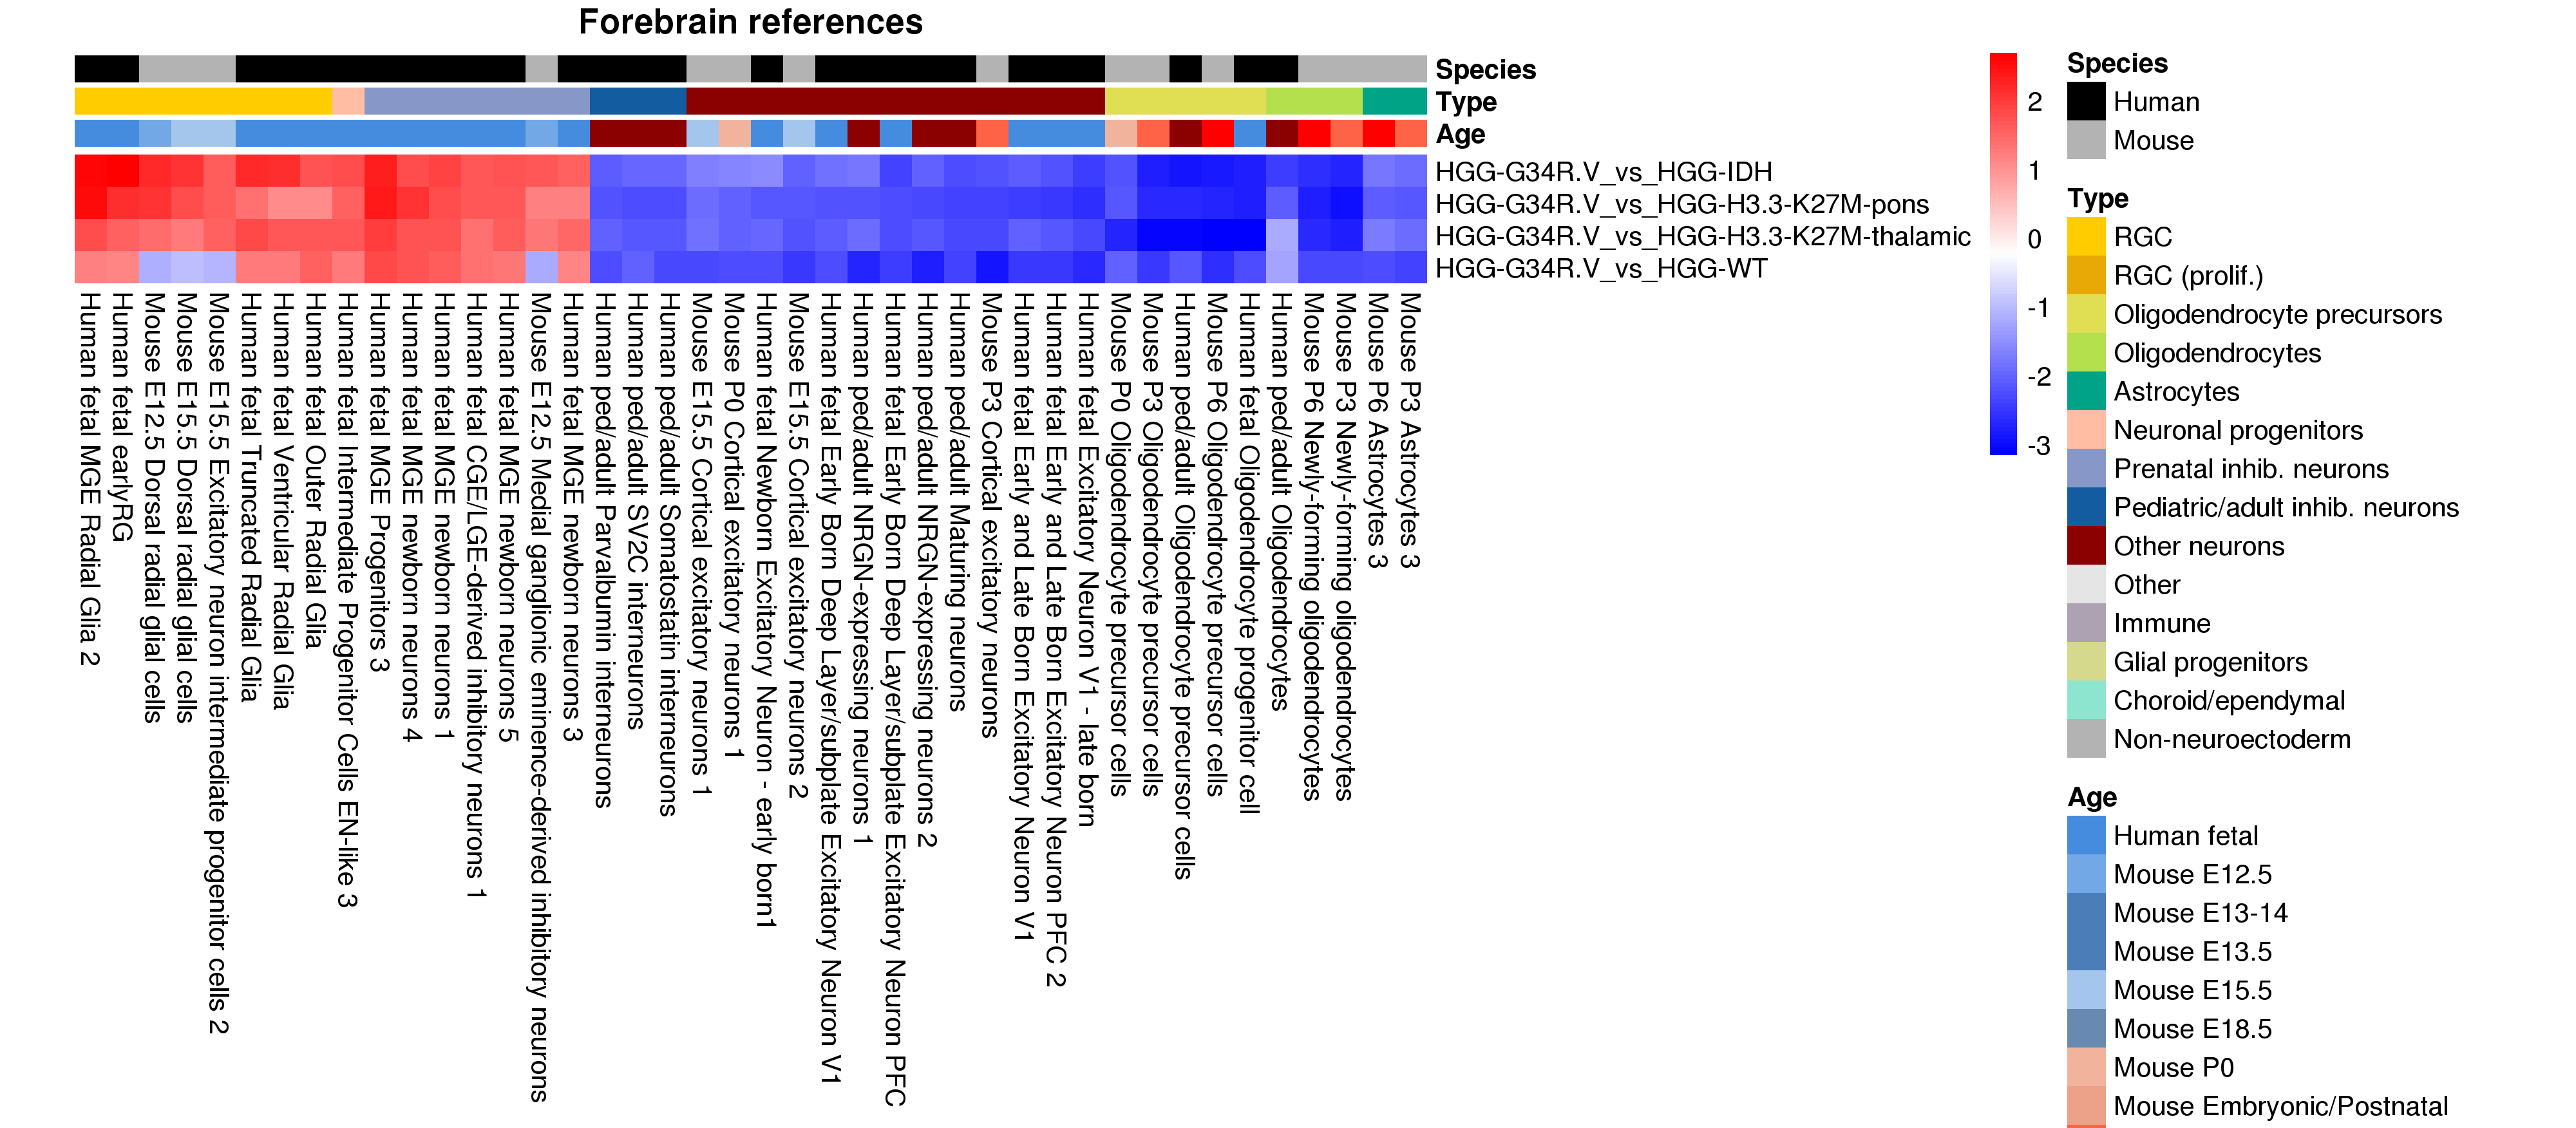 Forebrain references
Species
Type
Age
HGG-G34R.V_vs_HGG-IDH
HGG-G34R.V_vs_HGG-H3.3-K27M-pons
HGG-G34R.V_vs_HGG-H3.3-K27M-thalamic
HGG-G34R.V_vs_HGG-WT
Human fetal MGE Radial Glia 2
Human fetal earlyRG
Mouse E12.5 Dorsal radial glial cells
Mouse E15.5 Dorsal radial glial cells
Mouse E15.5 Excitatory neuron intermediate progenitor cells 2
Human fetal Truncated Radial Glia
Human fetal Ventricular Radial Glia
Human fetal Outer Radial Glia
Human fetal Intermediate Progenitor Cells EN-like 3
Human fetal MGE Progenitors 3
Human fetal MGE newborn neurons 4
Human fetal MGE newborn neurons 1
Human fetal CGE/LGE-derived inhibitory neurons 1
Human fetal MGE newborn neurons 5
Mouse E12.5 Medial ganglionic eminence-derived inhibitory neurons
Human fetal MGE newborn neurons 3
Human ped/adult Parvalbumin interneurons
Human ped/adult SV2C interneurons
Human ped/adult Somatostatin interneurons
Mouse E15.5 Cortical excitatory neurons 1
Mouse P0 Cortical excitatory neurons 1
Human fetal Newborn Excitatory Neuron - early born1
Mouse E15.5 Cortical excitatory neurons 2
Human fetal Early Born Deep Layer/subplate Excitatory Neuron V1
Human ped/adult NRGN-expressing neurons 1
Human fetal Early Born Deep Layer/subplate Excitatory Neuron PFC
Human ped/adult NRGN-expressing neurons 2
Human ped/adult Maturing neurons
Mouse P3 Cortical excitatory neurons
Human fetal Early and Late Born Excitatory Neuron V1
Human fetal Early and Late Born Excitatory Neuron PFC 2
Human fetal Excitatory Neuron V1 - late born
Mouse P0 Oligodendrocyte precursor cells
Mouse P3 Oligodendrocyte precursor cells
Human ped/adult Oligodendrocyte precursor cells
Mouse P6 Oligodendrocyte precursor cells
Human fetal Oligodendrocyte progenitor cell
Human ped/adult Oligodendrocytes
Mouse P6 Newly-forming oligodendrocytes
Mouse P3 Newly-forming oligodendrocytes
Mouse P6 Astrocytes 3
Mouse P3 Astrocytes 3
2
1
0
-1
-2
-3
Species
Human
Mouse
Type
RGC
RGC (prolif.)
Oligodendrocyte precursors
Oligodendrocytes
Astrocytes
Neuronal progenitors
Prenatal inhib. neurons
Pediatric/adult inhib. neurons
Other neurons
Other
Immune
Glial progenitors
Choroid/ependymal
Non-neuroectoderm
Age
Human fetal
Mouse E12.5
Mouse E13-14
Mouse E13.5
Mouse E15.5
Mouse E18.5
Mouse P0
Mouse Embryonic/Postnatal